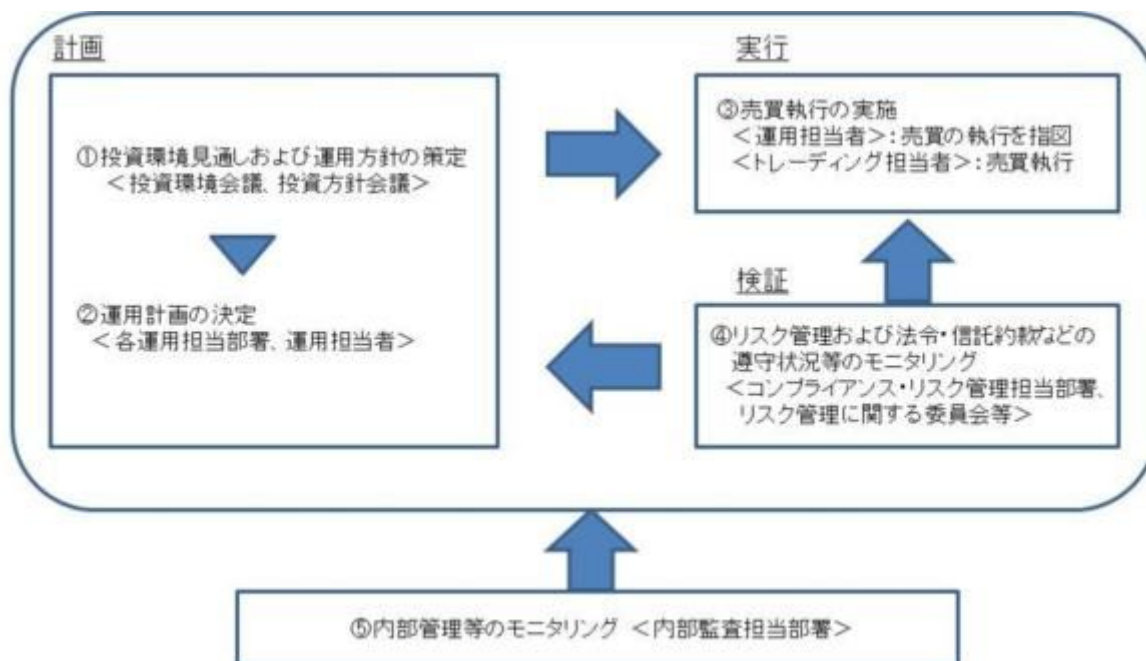 計画
①投資環境見通しおよび運用方針の策定
＜投資環境会議、投資方針会議＞
②運用計画の決定
＜各運用担当部署、運用担当者＞
実行
③売買執行の実施
＜運用担当者＞：売買の執行を指図
＜トレーディング担当者＞：売買執行
検証
④リスク管理および法令・信託約款などの
遵守状況等のモニタリング
＜コンプライアンス・リスク管理担当部署、
リスク管理に関する委員会等＞
⑤内部管理等のモニタリング ＜内部監査担当部署＞